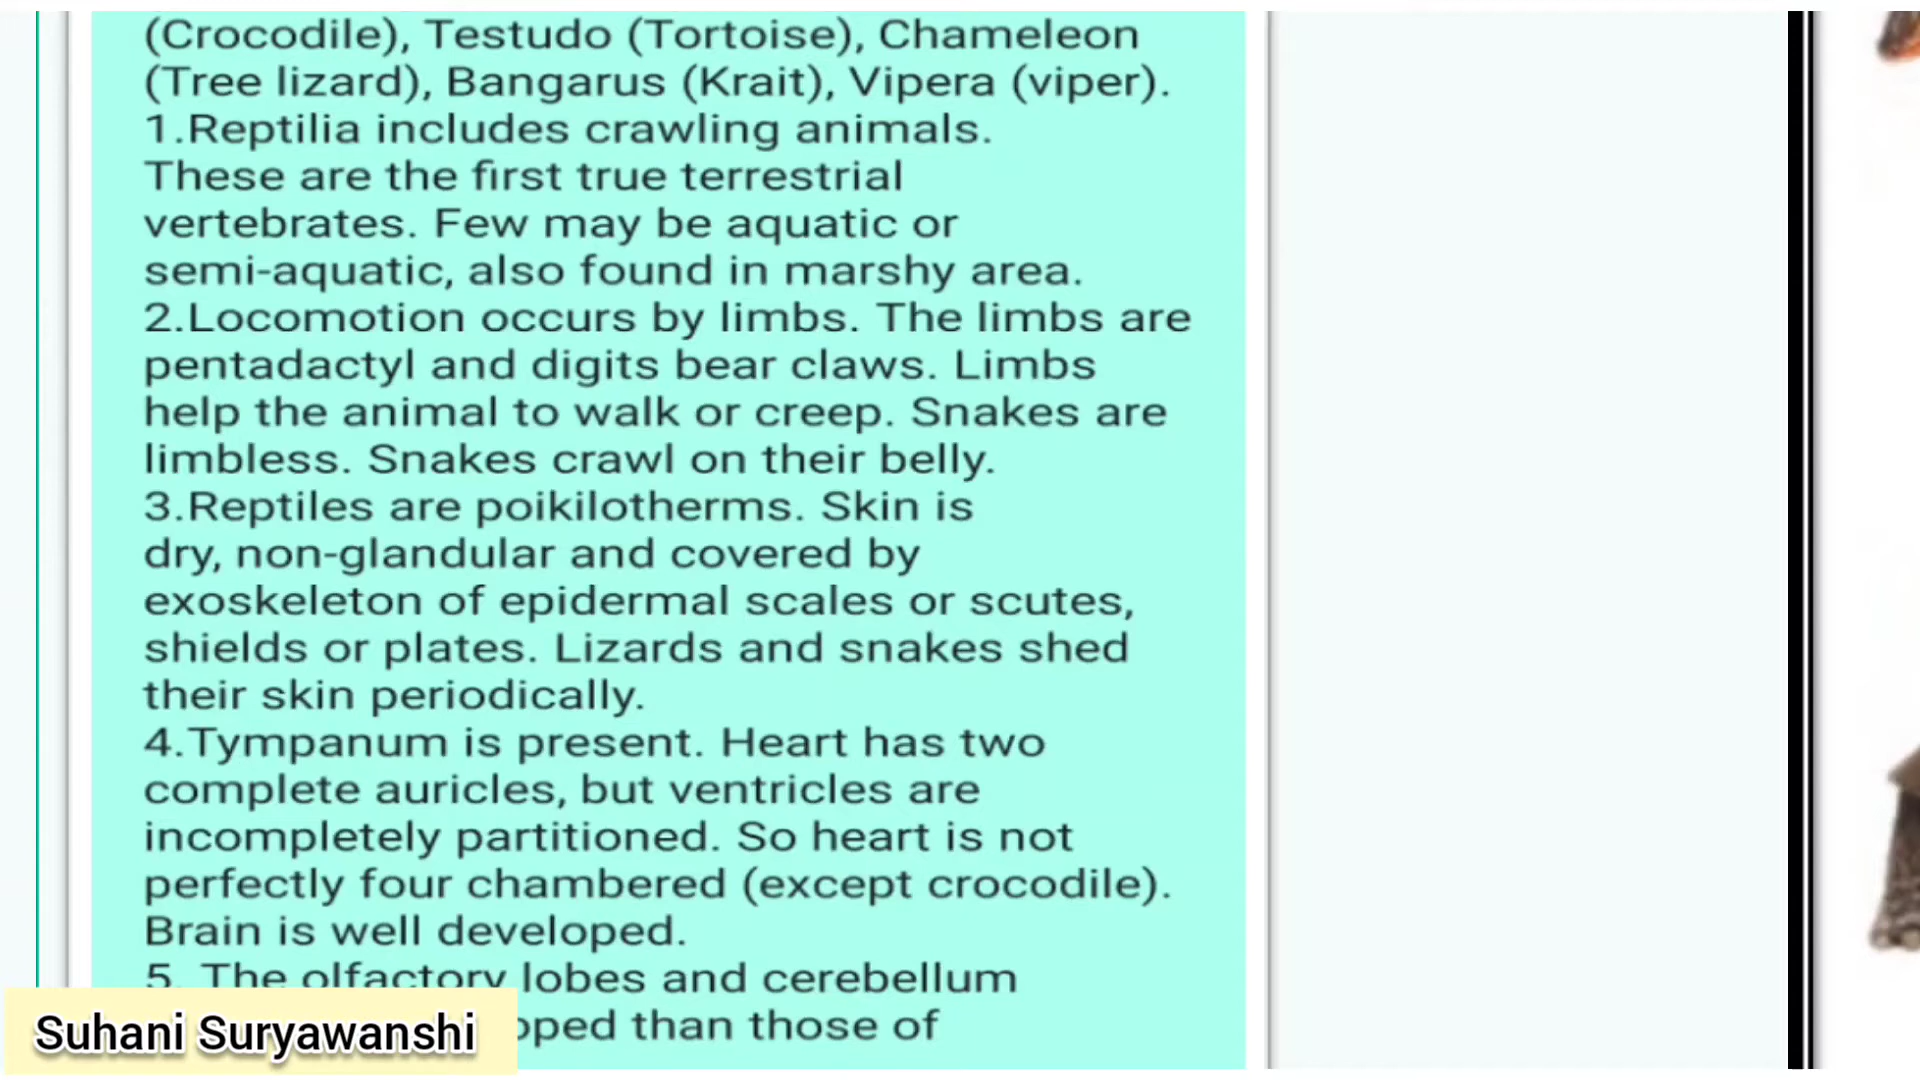 (Crocodile), Testudo (Tortoise), Chameleon
(Tree lizard), Bangarus (Krait), Vipera (viper).
1.Reptilia includes crawling animals.
These are the first true terrestrial
vertebrates. Few may be aquatic or
semi-aquatic, also found in marshy area.
2.Locomotion occurs by limbs. The limbs are
pentadactyl and digits bear claws. Limbs
help the animal to walk or creep. Snakes are
limbless. Snakes crawl on their belly.
3.Reptiles are poikilotherms. Skin is
dry, non-glandular and covered by
exoskeleton of epidermal scales or scutes,
shields or plates. Lizards and snakes shed
their skin periodically.
4.Tympanum is present. Heart has two
complete auricles, but ventricles are
incompletely partitioned. So heart is not
perfectly four chambered (except crocodile).
Brain is well developed.
5. The olfactory lobes and cerebellum
than those of
Suhani Suryawanshi